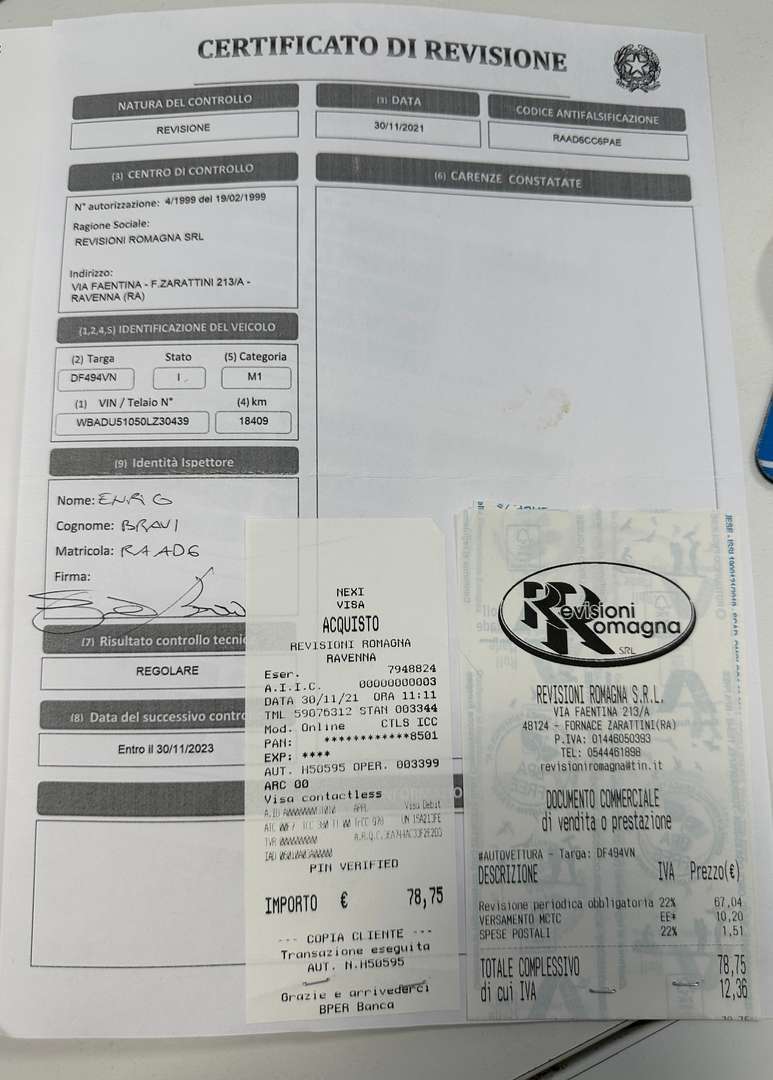 CERTIFICATO DI REVISIONE
NATURA DEL CONTROLLO
REVISIONE
(3) DATA
30/11/2021
CODICE ANTIFALSIFICAZIONE
RAAD6CC6PAE
(3) CENTRO DI CONTROLLO
N° autorizzazione: 4/1999 del 19/02/1999
Ragione Sociale:
REVISIONI ROMAGNA SRL
Indirizzo:
VIA FAENTINA - F.ZARATTINI 213/A -
RAVENNA (RA)
(6) CARENZE CONSTATATE
(1,2,4,5) IDENTIFICAZIONE DEL VEICOLO
(2) Targa
Stato
(5) Categoria
DF494VN
I
M1
(1) VIN / Telaio N°
(4) km
WBADU51050LZ30439
18409
(9) Identità Ispettore
Nome: ENRICO
Cognome: BRAVI
Matricola: RAAD6
Firma:
(7) Risultato controllo tecni
REGOLARE
(8) Data del successivo contro
Entro il 30/11/2023
NEXI
VISA
ACQUISTO
REVISIONI ROMAGNA
RAVENNA
Eser. 7948824
A.I.I.C. 00000000003
DATA 30/11/21 ORA 11:11
TML 59076312 STAN 003344
Mod. Online CTLS ICC
PAN: ************8501
EXP: ****
AUT. H50595 OPER. 003399
ARC 00
Visa contactless
Visa Debit
PIN VERIFIED
IMPORTO € 78,75
--- COPIA CLIENTE ---
Transazione eseguita
AUT. N.H50595
Grazie e arrivederci
BPER Banca
Revisioni
Romagna
SRL
REVISIONI ROMAGNA S.R.L.
VIA FAENTINA 213/A
48124 - FORNACE ZARATTINI(RA)
P.IVA: 01446050393
TEL: 0544461898
revisioniromagna@tin.it
DOCUMENTO COMMERCIALE
di vendita o prestazione
#AUTOVETTURA - Targa: DF494VN
DESCRIZIONE IVA Prezzo(€)
Revisione periodica obbligatoria 22% 67,04
VERSAMENTO MCTC EE* 10,20
SPESE POSTALI 22% 1,51
TOTALE COMPLESSIVO 78,75
di cui IVA 12,36